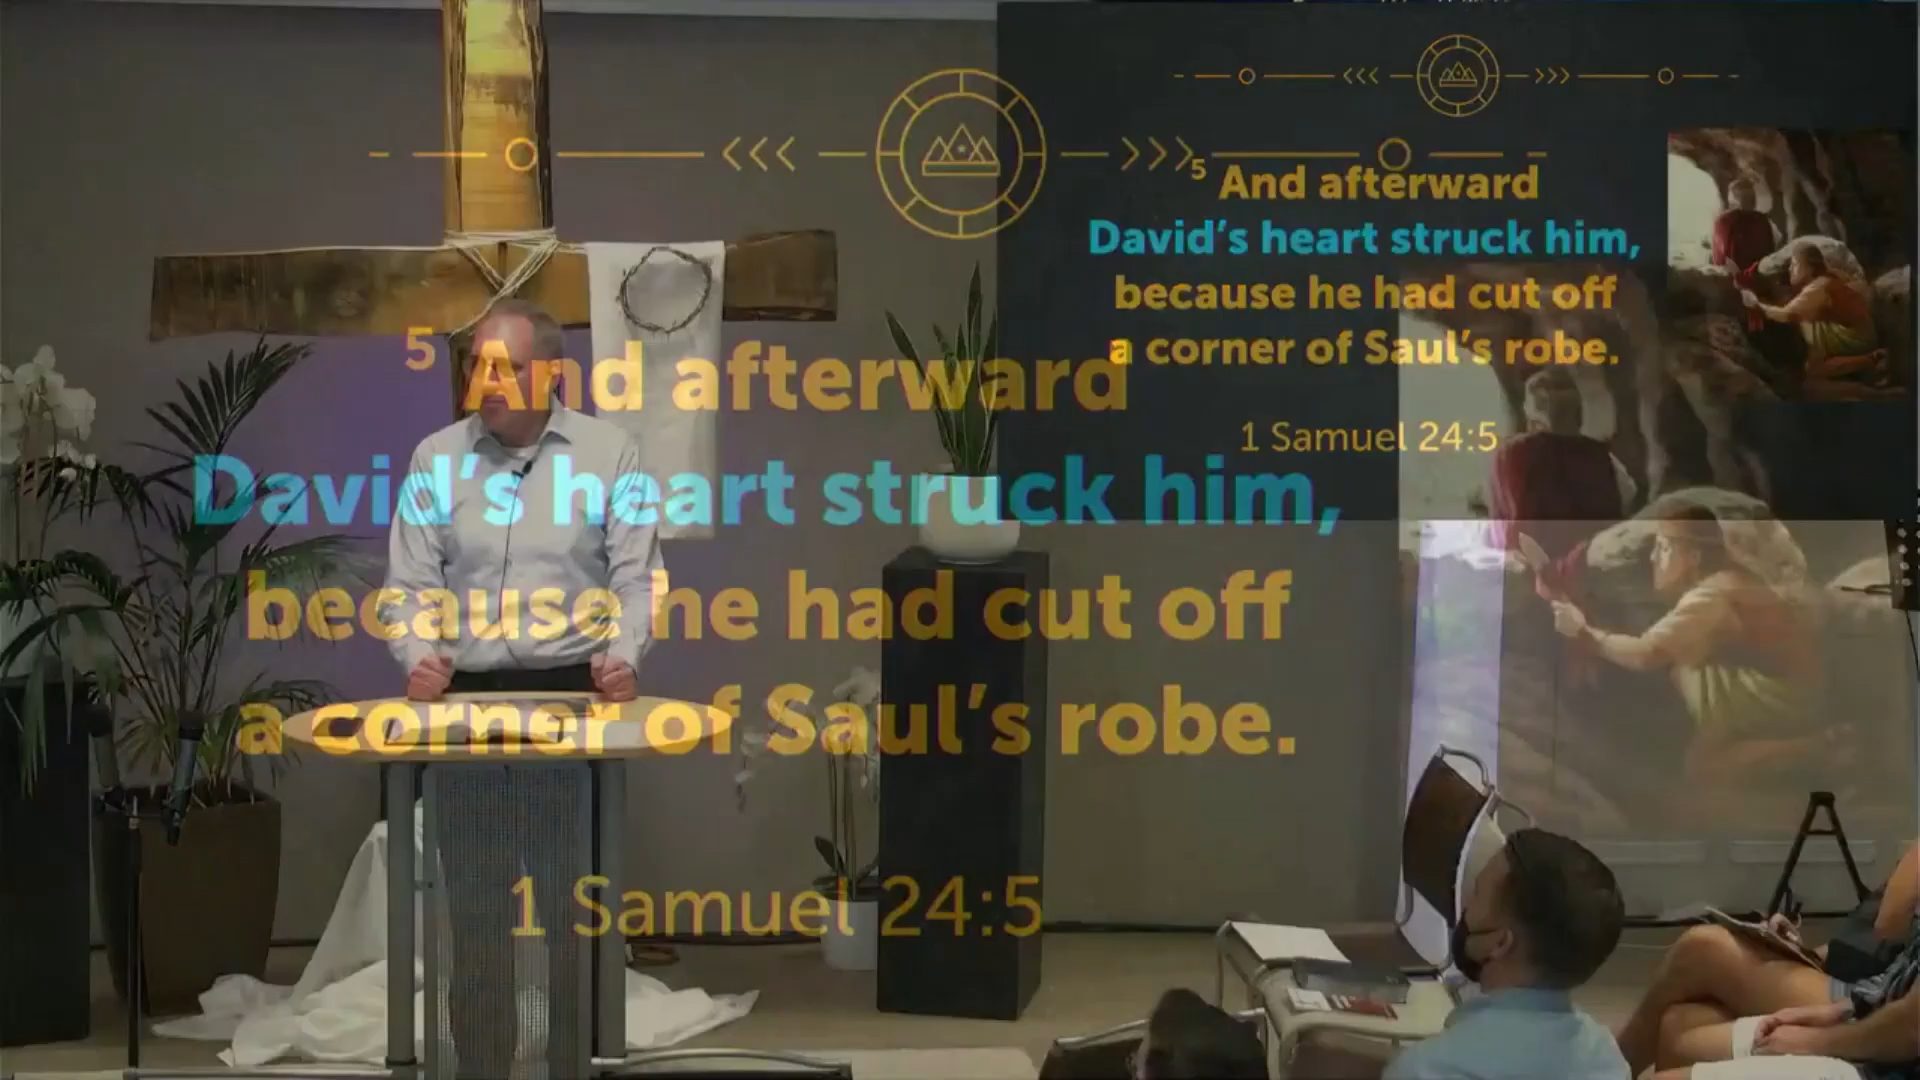 5 And afterward
David's heart struck him,
because he had cut off
a corner of Saul's robe.
1 Samuel 24:5
5 And afterward
David's heart struck him,
because he had cut off
a corner of Saul's robe.
1 Samuel 24:5